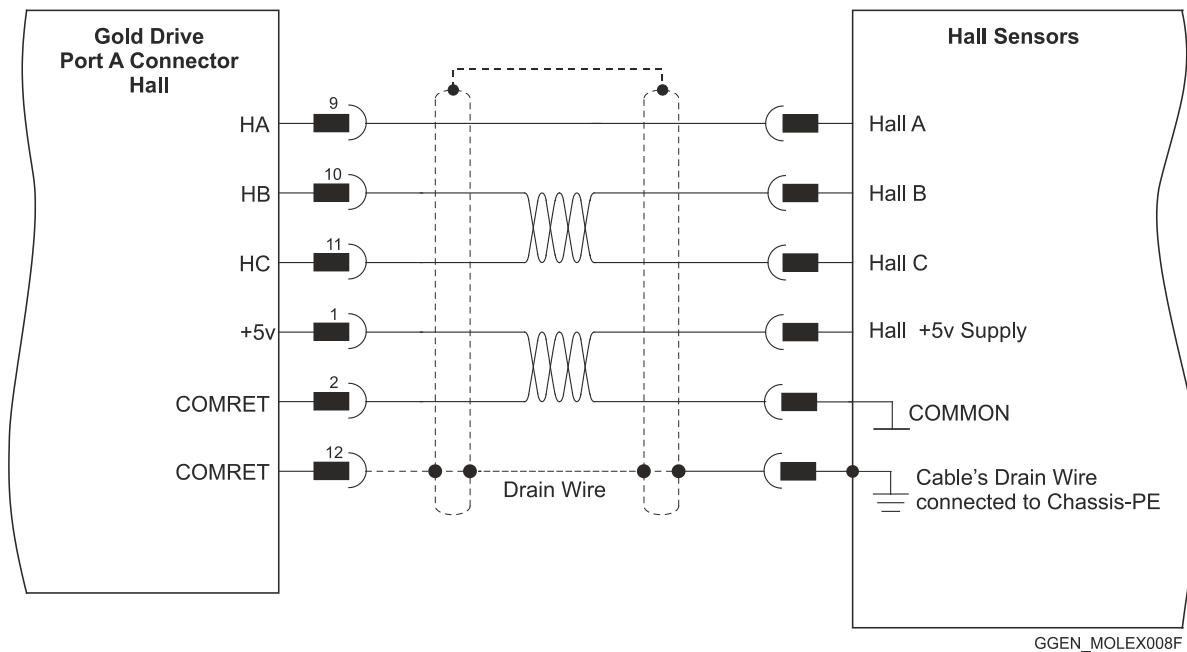 Gold Drive
Port A Connector
Hall
Hall Sensors
HA
9
Hall A
HB
10
Hall B
HC
11
Hall C
+5v
1
Hall +5v Supply
COMRET
2
COMMON
COMRET
12
Drain Wire
Cable's Drain Wire
connected to Chassis-PE
GGEN_MOLEX008F